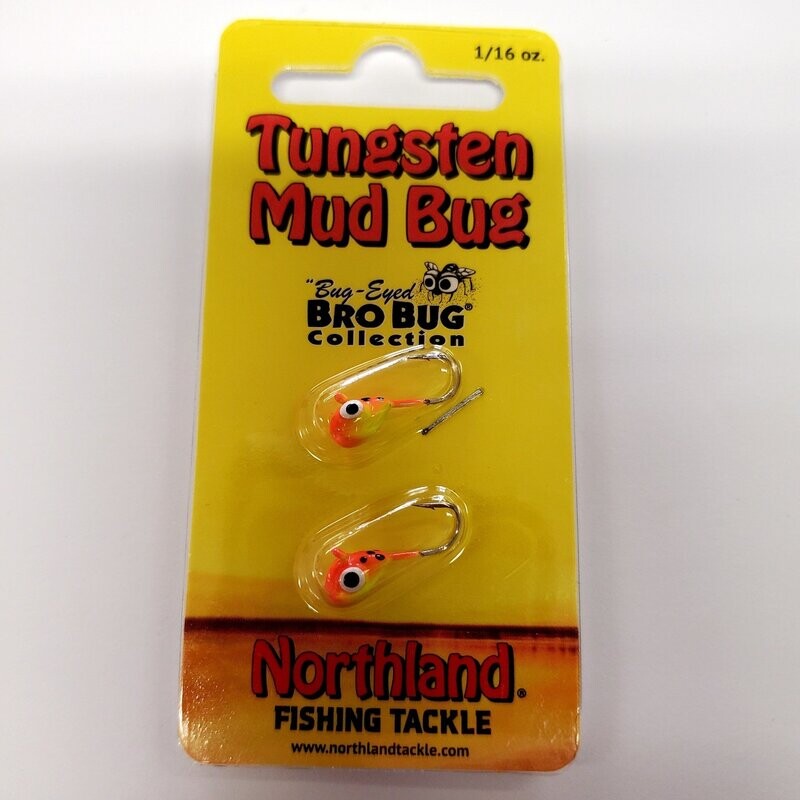 1/16 oz.
Tungsten
Mud Bug
"Bug-Eyed
BRO BUG®
Collection
Northland®
FISHING TACKLE
www.northlandtackle.com